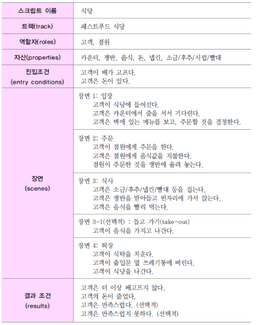 스크립트 이름
식당
트랙(track)
패스트푸드 식당
역할자(roles)
고객, 점원
자산(properties)
카운터, 쟁반, 음식, 돈, 냅킨, 소금/후추/시럽/빨대
진입조건
(entry conditions)
고객이 배가 고프다.
고객은 돈이 있다.
장면
(scenes)
장면 1: 입장
고객이 식당에 들어선다.
고객은 카운터에서 줄을 서서 기다린다.
고객은 벽에 있는 메뉴를 보고, 주문할 것을 결정한다.
장면 2: 주문
고객이 점원에게 주문을 한다.
고객은 점원에게 음식값을 지불한다.
점원이 주문한 것을 쟁반에 올려 놓는다.
장면 3: 식사
고객은 소금/후추/냅킨/빨대 등을 집는다.
고객은 쟁반을 받아들고 빈자리에 가서 앉는다.
고객은 음식을 빨리 먹는다.
장면 3-1(선택적) : 들고 가기(take-out)
고객이 음식을 가지고 나간다.
장면 4: 퇴장
고객이 식탁을 치운다.
고객이 출입문 옆 쓰레기통에 버린다.
고객이 식당을 나간다.
결과 조건
(results)
고객은 더 이상 배고프지 않다.
고객의 돈이 줄었다.
고객은 만족스럽다. (선택적)
고객은 만족스럽지 못하다. (선택적)